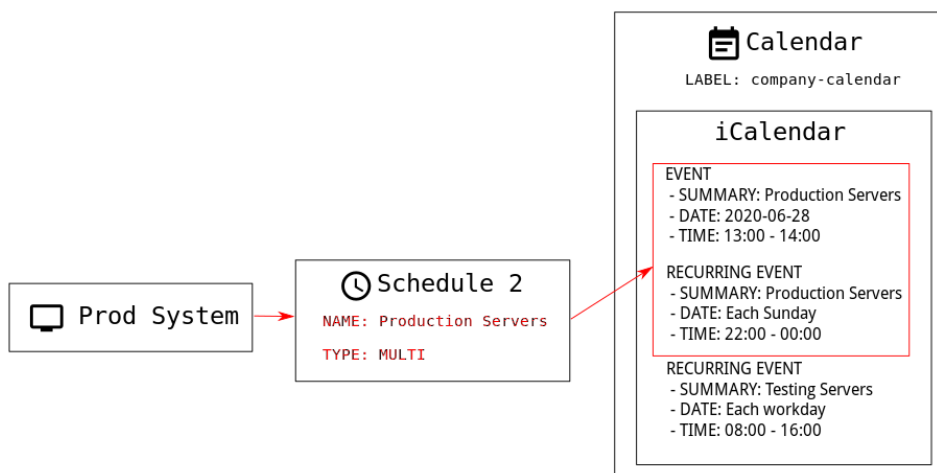 Calendar
LABEL: company-calendar
iCalendar
EVENT
- SUMMARY: Production Servers
- DATE: 2020-06-28
- TIME: 13:00 - 14:00
RECURRING EVENT
- SUMMARY: Production Servers
- DATE: Each Sunday
- TIME: 22:00 - 00:00
RECURRING EVENT
- SUMMARY: Testing Servers
- DATE: Each workday
- TIME: 08:00 - 16:00
Schedule 2
NAME: Production Servers
TYPE: MULTI
Prod System